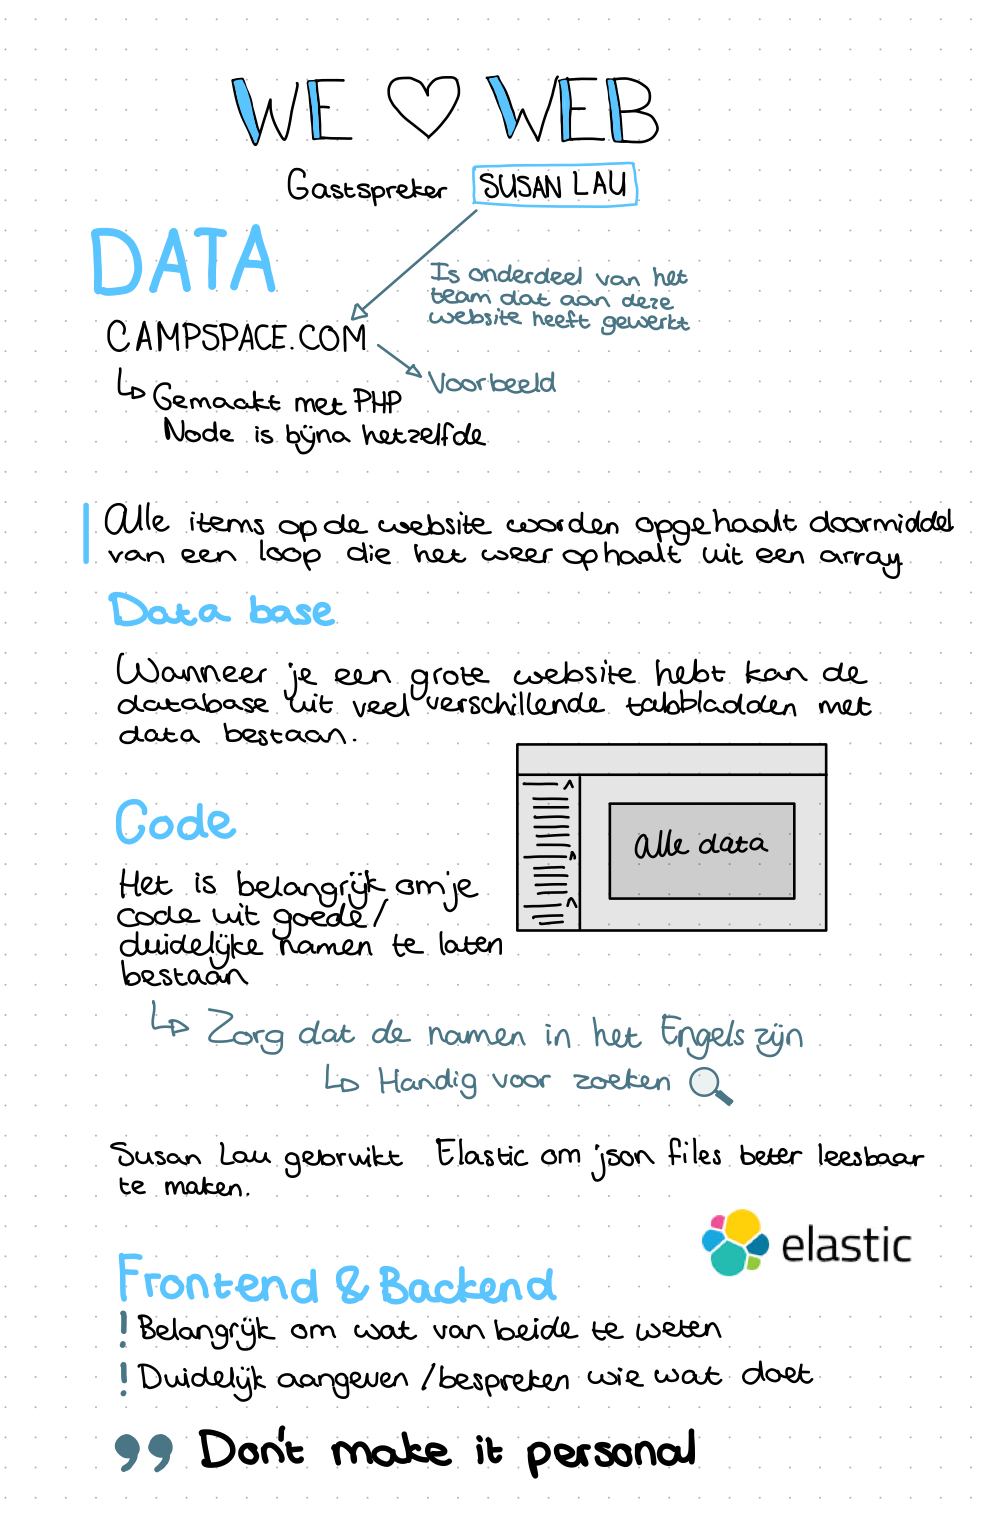 WE ♡ WEB
Gastspreker SUSAN LAU
DATA
Is onderdeel van het
team dat aan deze
website heeft gewerkt
CAMPSPACE.COM
Voorbeeld
↳ Gemaakt met PHP
Node is bijna hetzelfde
Alle items op de website worden opgehaalt doormiddel
van een loop die het weer ophaalt uit een array
Data base
Wanneer je een grote website hebt kan de
database uit veel verschillende tabbladden met
data bestaan.
alle data
Code
Het is belangrijk om je
code uit goede /
duidelijke namen te laten
bestaan
↳ Zorg dat de namen in het Engels zijn
↳ Handig voor zoeken
Susan Lau gebruikt Elastic om json files beter leesbaar
te maken.
elastic
Frontend & Backend
! Belangrijk om wat van beide te weten
! Duidelijk aangeven / bespreken wie wat doet
❞ Don't make it personal